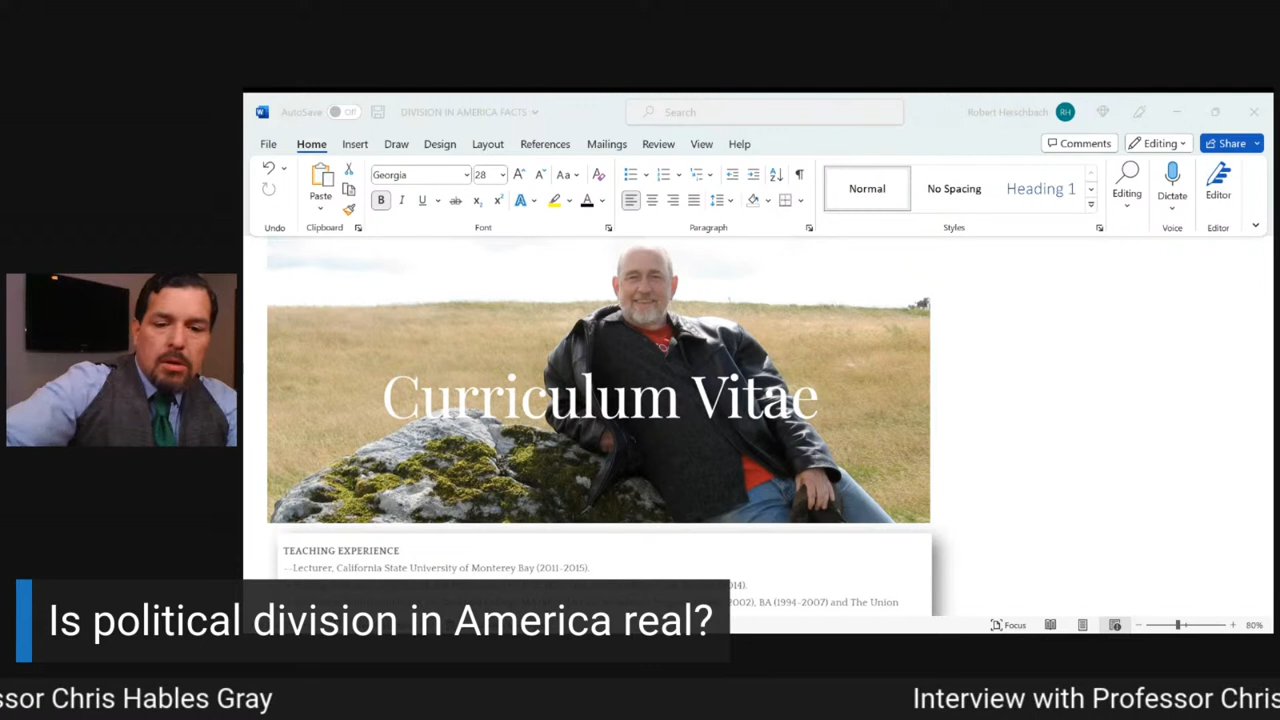 AutoSave Off DIVISION IN AMERICA FACTS Search Robert Herschbach RH
File Home Insert Draw Design Layout References Mailings Review View Help Comments Editing Share
Georgia 28 Aa
Paste Normal No Spacing Heading 1 Editing Dictate Editor
Undo Clipboard Font Paragraph Styles Voice Editor
Curriculum Vitae
TEACHING EXPERIENCE
--Lecturer, California State University of Monterey Bay (2011-2015).
014).
2002), BA (1994-2007) and The Union
Is political division in America real?
Focus 80%
ssor Chris Hables Gray Interview with Professor Chris